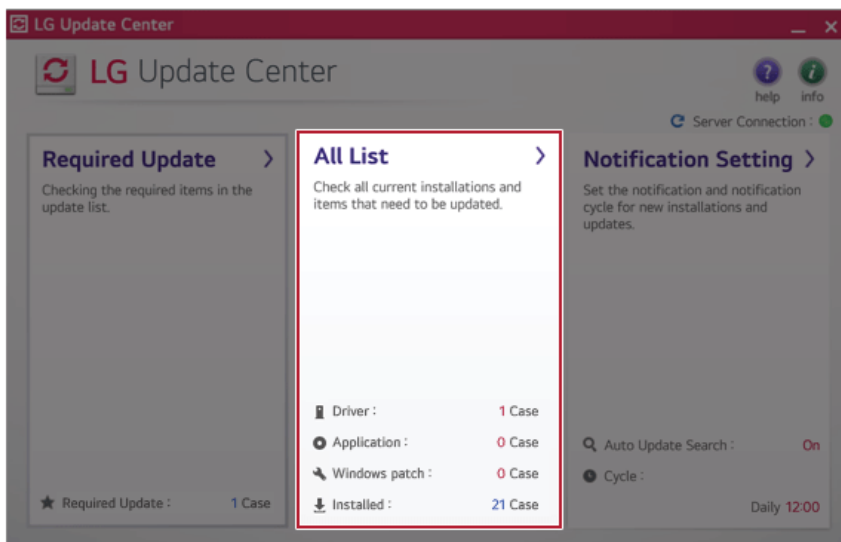 LG Update Center
LG Update Center
help info
Server Connection :
Required Update
Checking the required items in the
update list.
Required Update : 1 Case
All List
Check all current installations and
items that need to be updated.
Driver : 1 Case
Application : 0 Case
Windows patch : 0 Case
Installed : 21 Case
Notification Setting
Set the notification and notification
cycle for new installations and
updates.
Auto Update Search : On
Cycle :
Daily 12:00